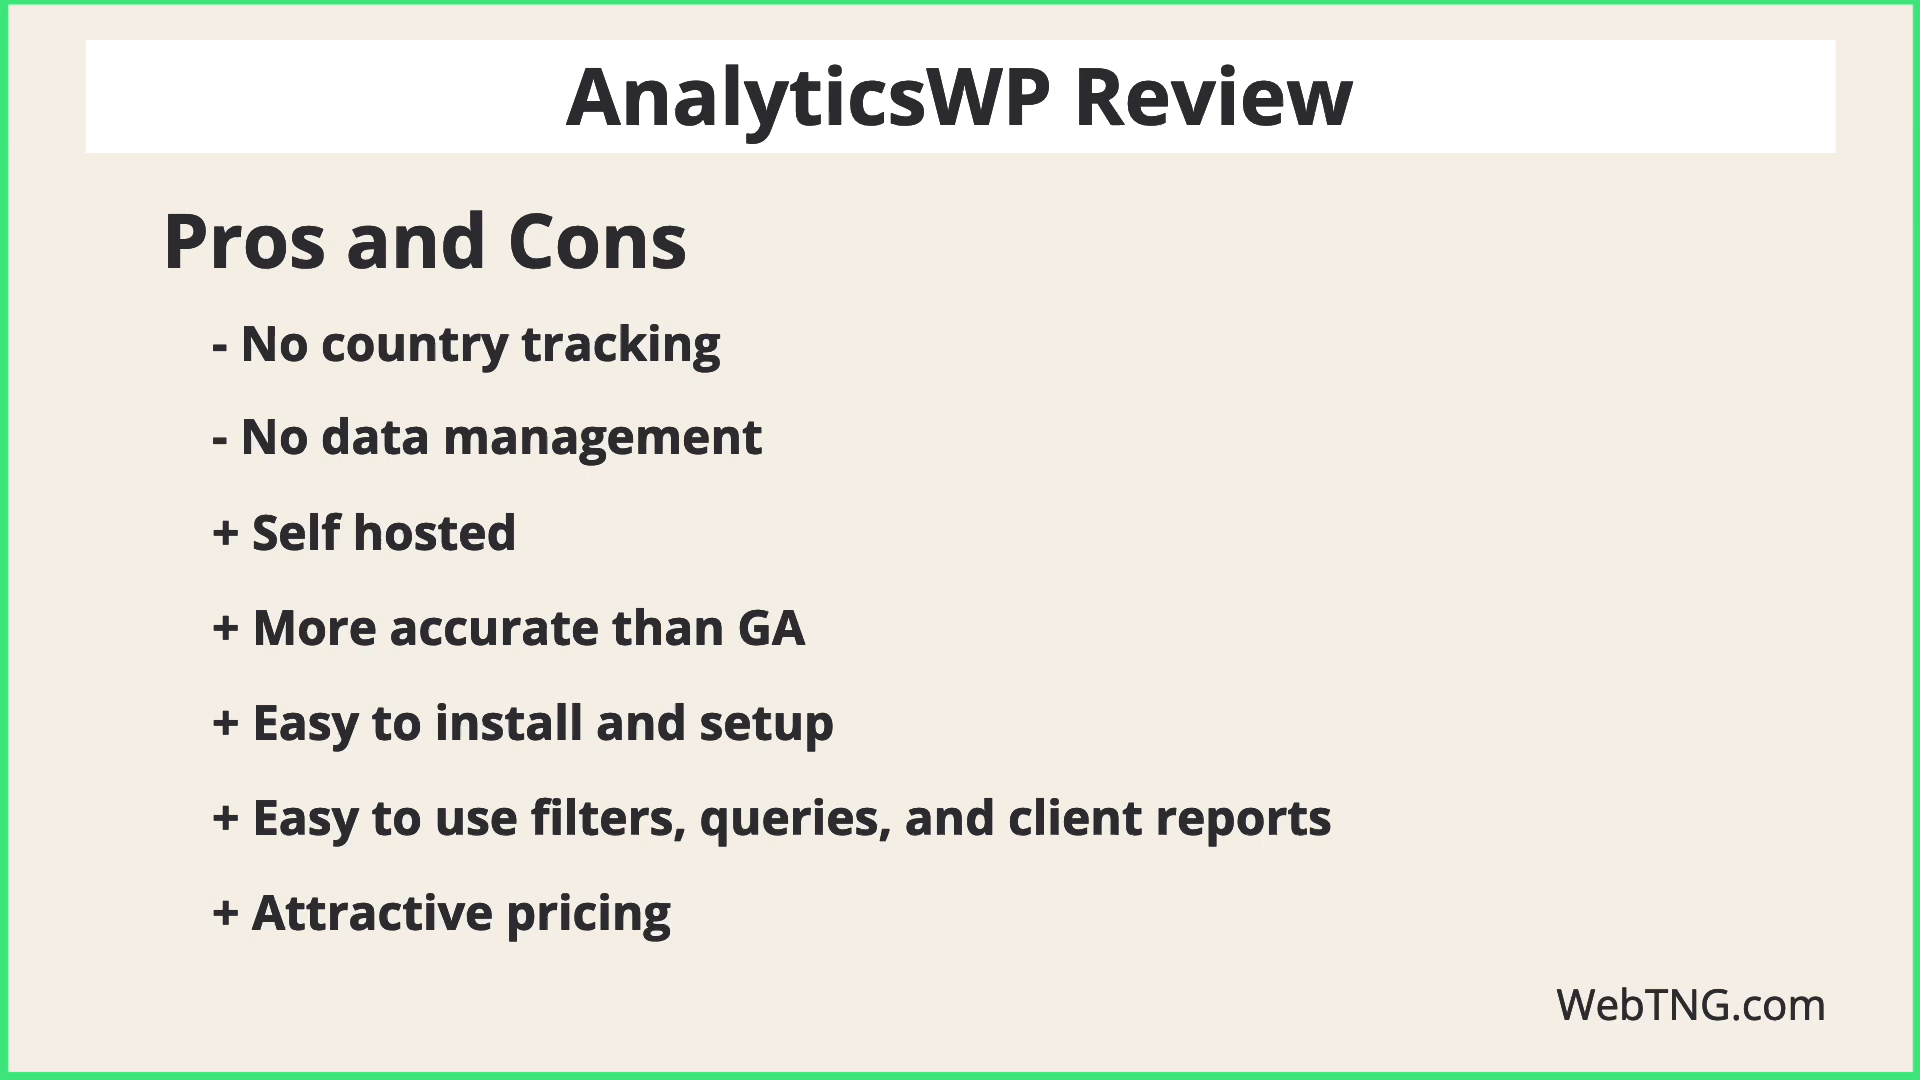 AnalyticsWP Review
Pros and Cons
- No country tracking
- No data management
+ Self hosted
+ More accurate than GA
+ Easy to install and setup
+ Easy to use filters, queries, and client reports
+ Attractive pricing
WebTNG.com